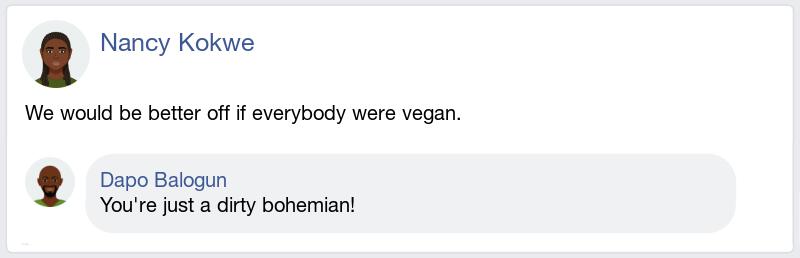 Nancy Kokwe
We would be better off if everybody were vegan.
Dapo Balogun
You're just a dirty bohemian!